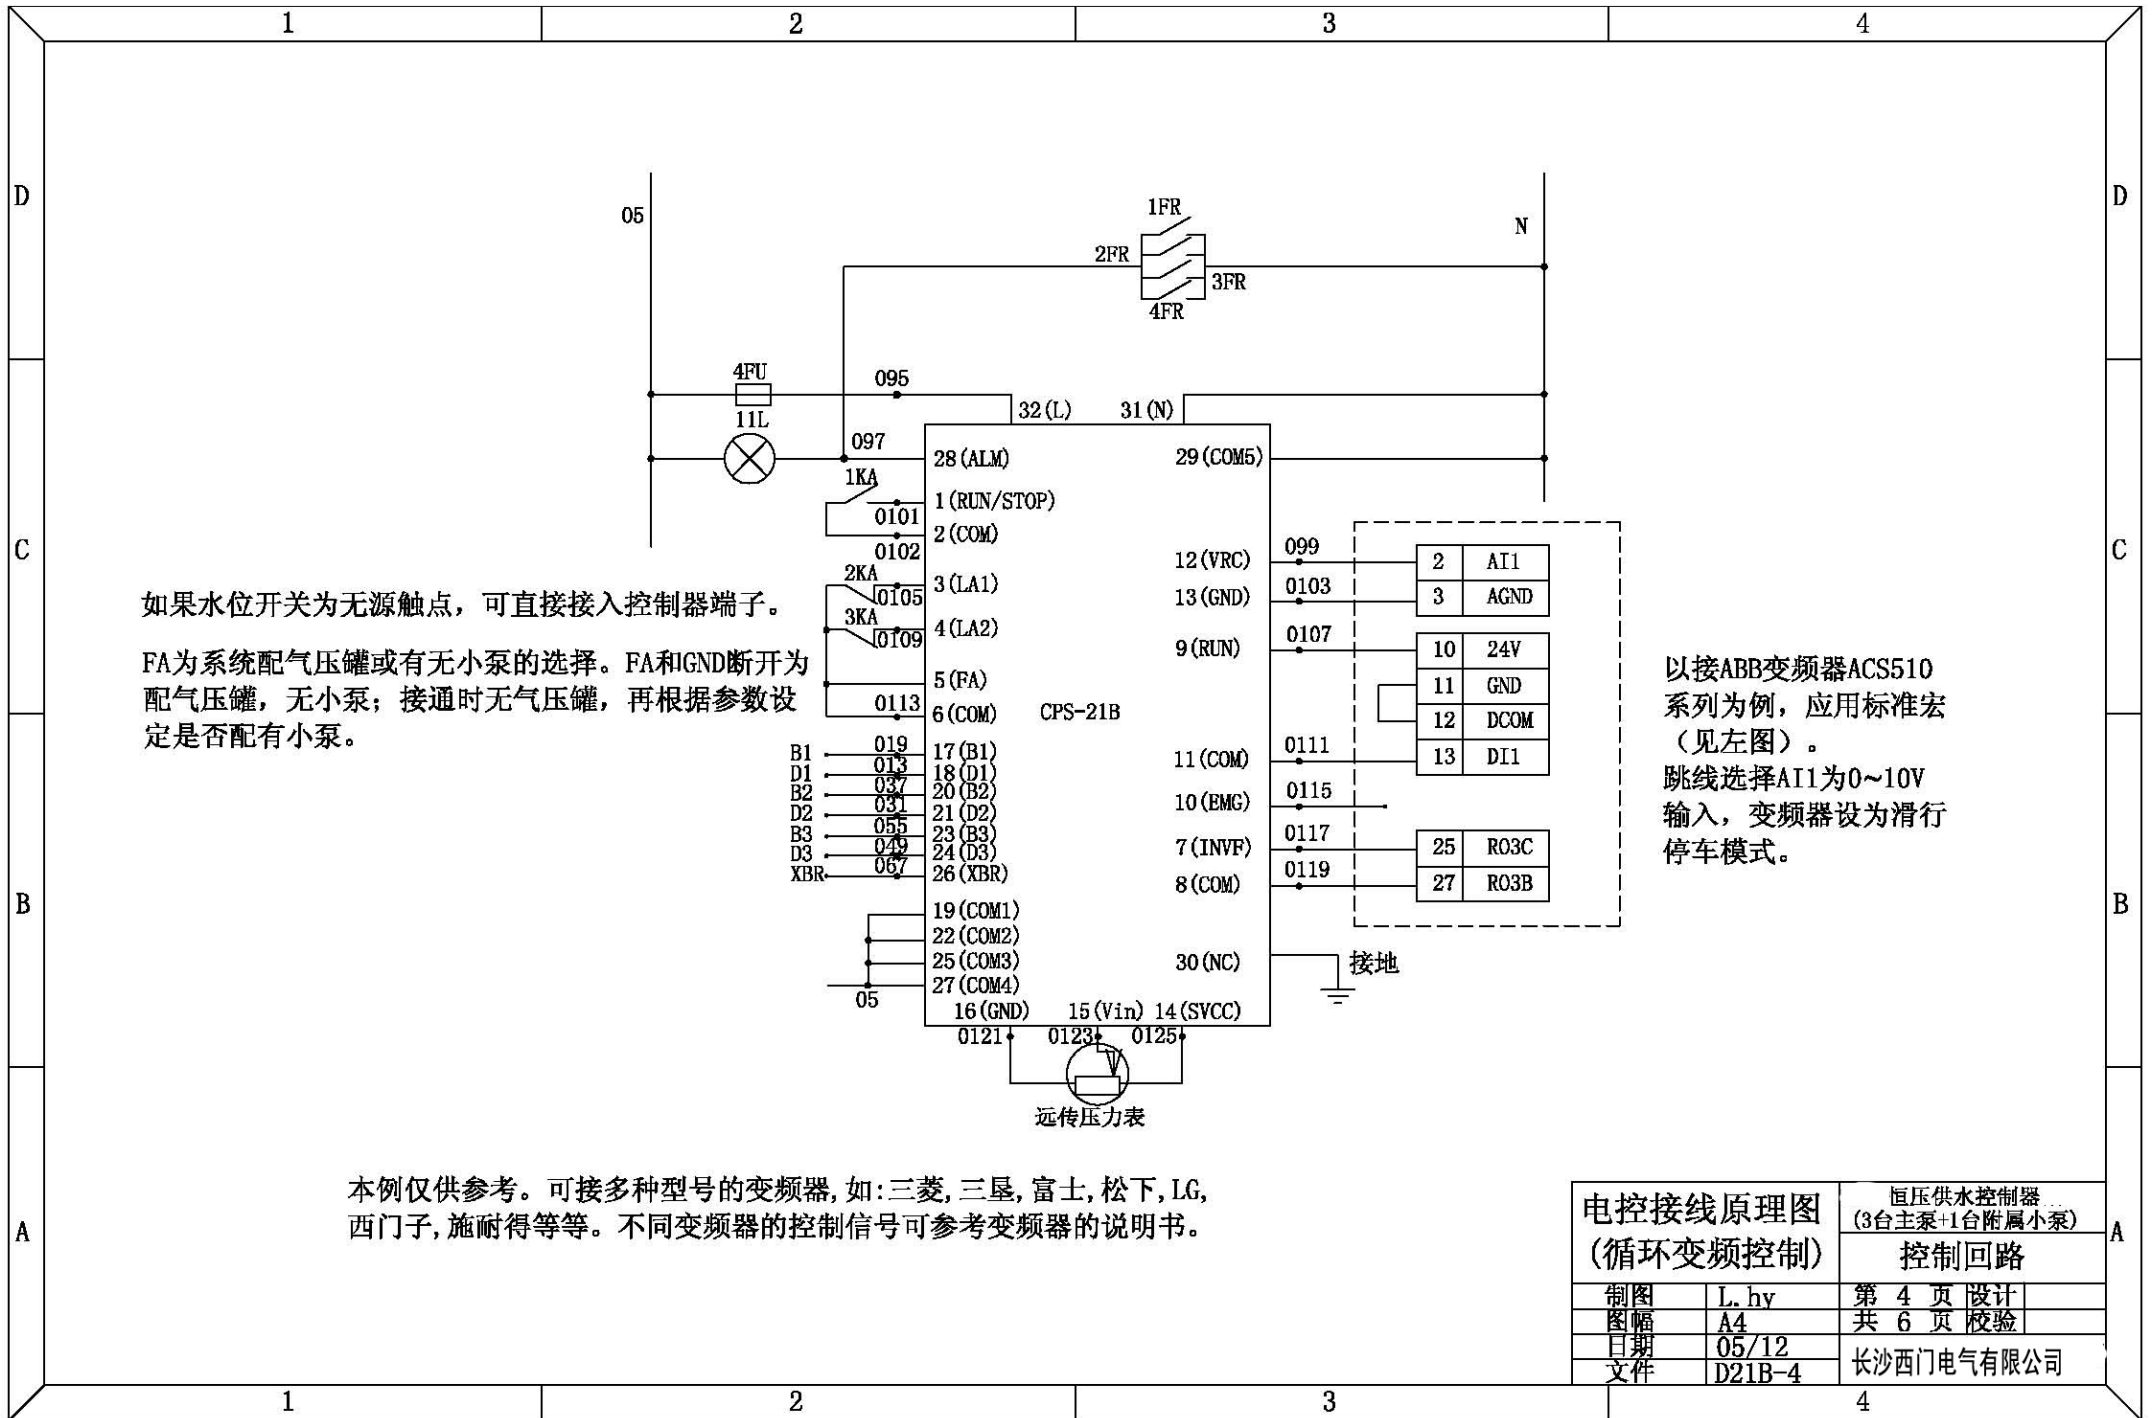 1 2 3 4
D D
1FR
05
N
2FR
3FR
4FR
4FU
095
11L
32(L) 31(N)
097
28(ALM) 29(COM5)
1KA
1(RUN/STOP)
0101
2(COM)
0102
C C
099
12(VRC) 2 AI1
2KA
3(LA1)
0105
0103
13(GND) 3 AGND
3KA
4(LA2)
0109
0107
9(RUN) 10 24V
5(FA) 11 GND
0113
6(COM) CPS-21B 12 DCOM
如果水位开关为无源触点，可直接接入控制器端子。
FA为系统配气压罐或有无小泵的选择。FA和GND断开为
配气压罐，无小泵；接通时无气压罐，再根据参数设
定是否配有小泵。
以接ABB变频器ACS510
系列为例，应用标准宏
（见左图）。
跳线选择AI1为0~10V
输入，变频器设为滑行
停车模式。
B1 019 17(B1)
D1 013 18(D1)
B2 037 20(B2)
D2 031 21(D2)
B3 055 23(B3)
D3 049 24(D3)
XBR 067 26(XBR)
0111
11(COM) 13 DI1
0115
10(EMG)
0117
7(INVF) 25 RO3C
0119
8(COM) 27 RO3B
B B
19(COM1)
22(COM2)
25(COM3)
27(COM4)
05
30(NC) 接地
16(GND) 15(Vin) 14(SVCC)
0121 0123 0125
远传压力表
本例仅供参考。可接多种型号的变频器,如:三菱,三垦,富士,松下,LG,
西门子,施耐得等等。不同变频器的控制信号可参考变频器的说明书。
A A
电控接线原理图
(循环变频控制)
恒压供水控制器
(3台主泵+1台附属小泵)
控制回路
制图 L.hy 第 4 页 设计
图幅 A4 共 6 页 校验
日期 05/12
文件 D21B-4
长沙西门电气有限公司
1 2 3 4